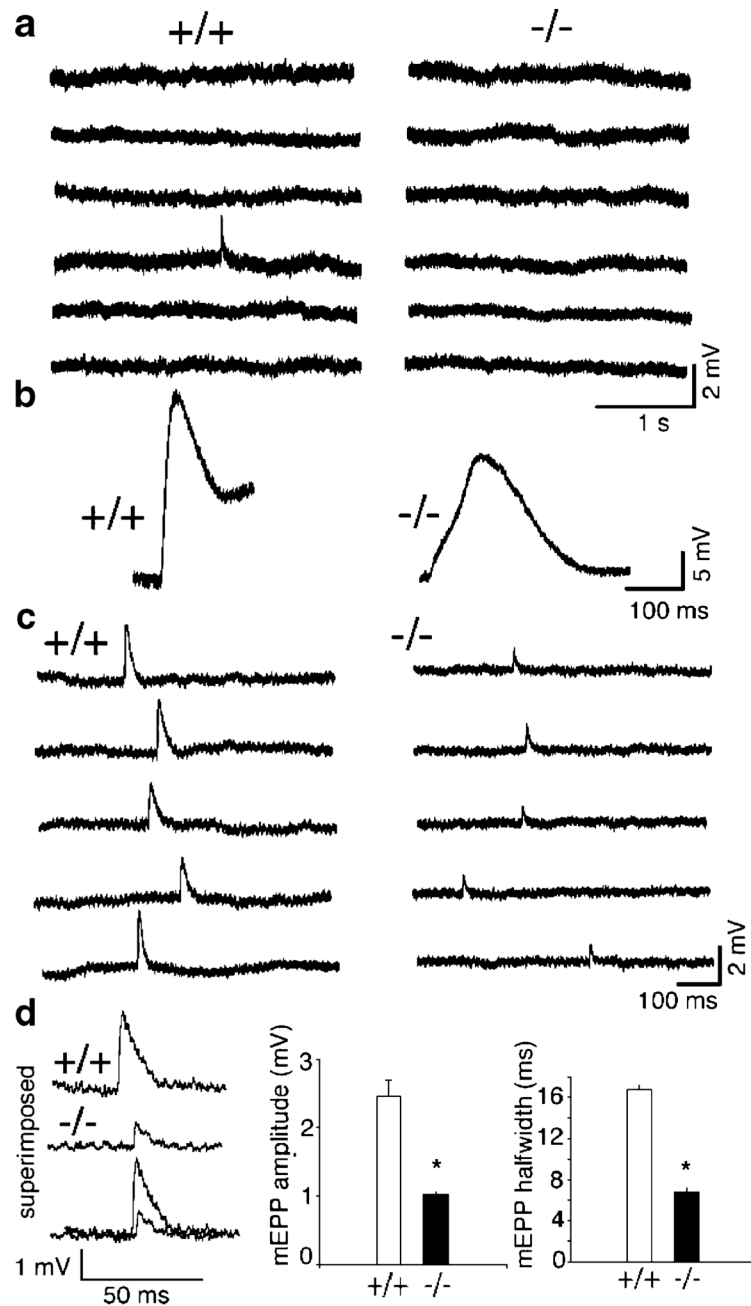 a
+/+
-/-
2 mV
1 s
b
+/+
-/-
5 mV
100 ms
c
+/+
-/-
2 mV
100 ms
d
superimposed
+/+
-/-
1 mV
50 ms
mEPP amplitude (mV)
3
2
1
0
*
+/+ -/-
mEPP halfwidth (ms)
16
12
8
6
4
0
*
+/+ -/-